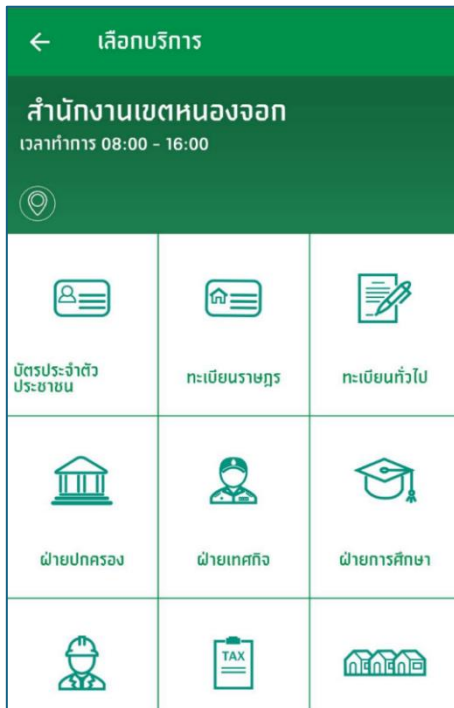 เลือกบริการ
สำนักงานเขตหนองจอก
เวลาทำการ 08:00 - 16:00
บัตรประจำตัว
ประชาชน
ทะเบียนราษฎร
ทะเบียนทั่วไป
ฝ่ายปกครอง
ฝ่ายเทศกิจ
ฝ่ายการศึกษา
TAX